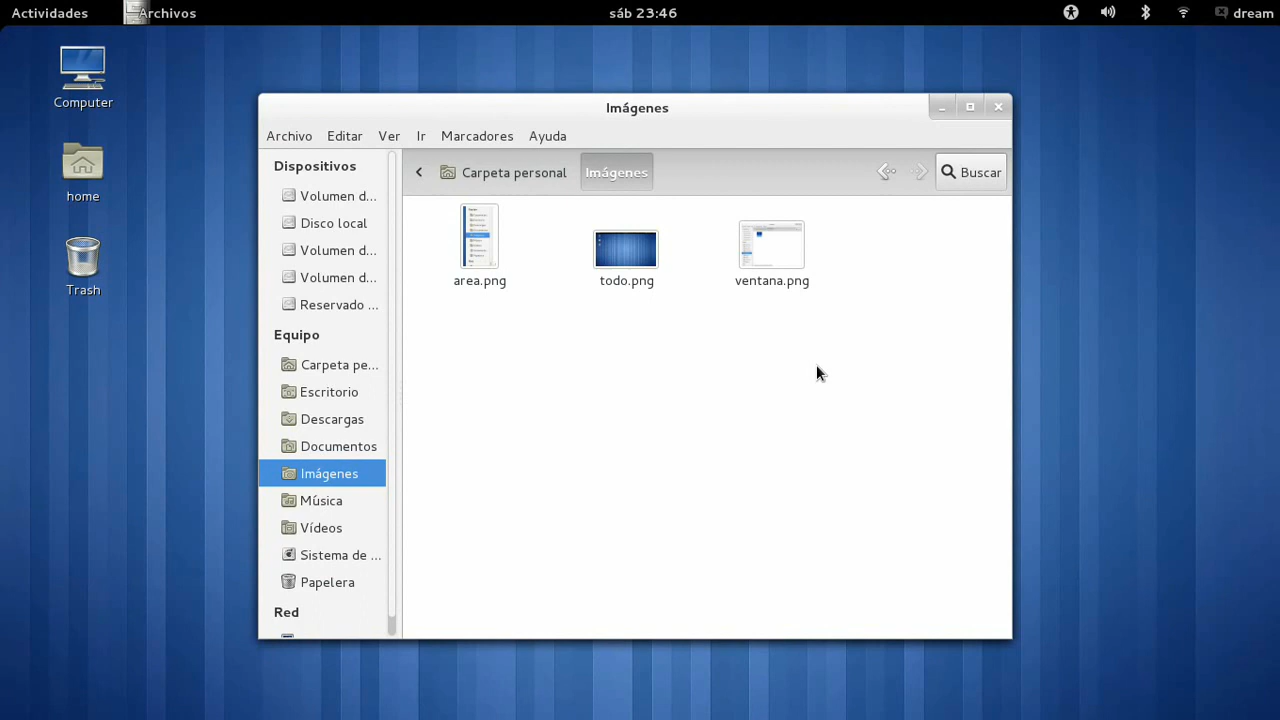 Actividades Archivos sáb 23:46 dream
Computer
home
Trash
Imágenes
Archivo Editar Ver Ir Marcadores Ayuda
Dispositivos
Volumen d...
Disco local
Volumen d...
Volumen d...
Reservado ...
Equipo
Carpeta pe...
Escritorio
Descargas
Documentos
Imágenes
Música
Vídeos
Sistema de ...
Papelera
Red
Carpeta personal Imágenes Buscar
area.png todo.png ventana.png